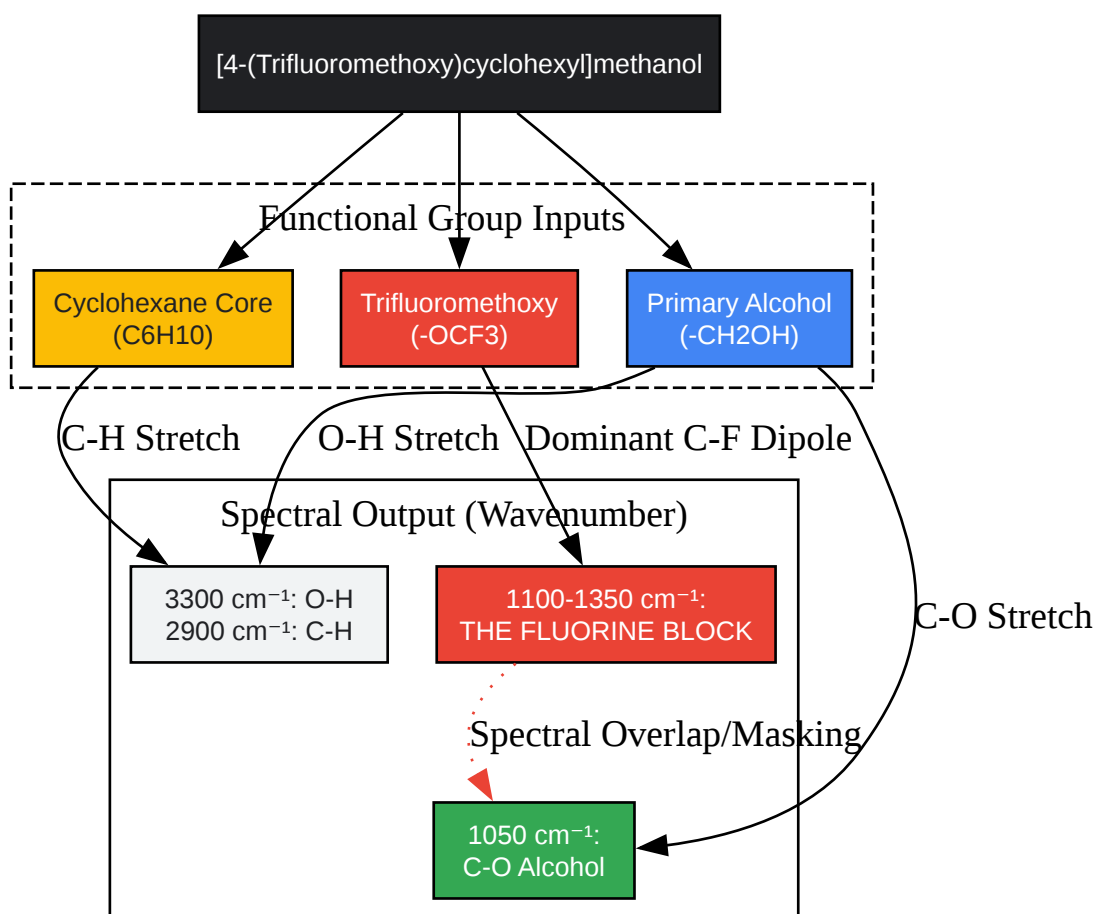 [4-(Trifluoromethoxy)cyclohexyl]methanol
Functional Group Inputs
Cyclohexane Core
(C6H10)
Trifluoromethoxy
(-OCF3)
Primary Alcohol
(-CH2OH)
C-H Stretch
O-H Stretch
Dominant C-F Dipole
Spectral Output (Wavenumber)
3300 cm⁻¹: O-H
2900 cm⁻¹: C-H
1100-1350 cm⁻¹:
THE FLUORINE BLOCK
C-O Stretch
Spectral Overlap/Masking
1050 cm⁻¹:
C-O Alcohol